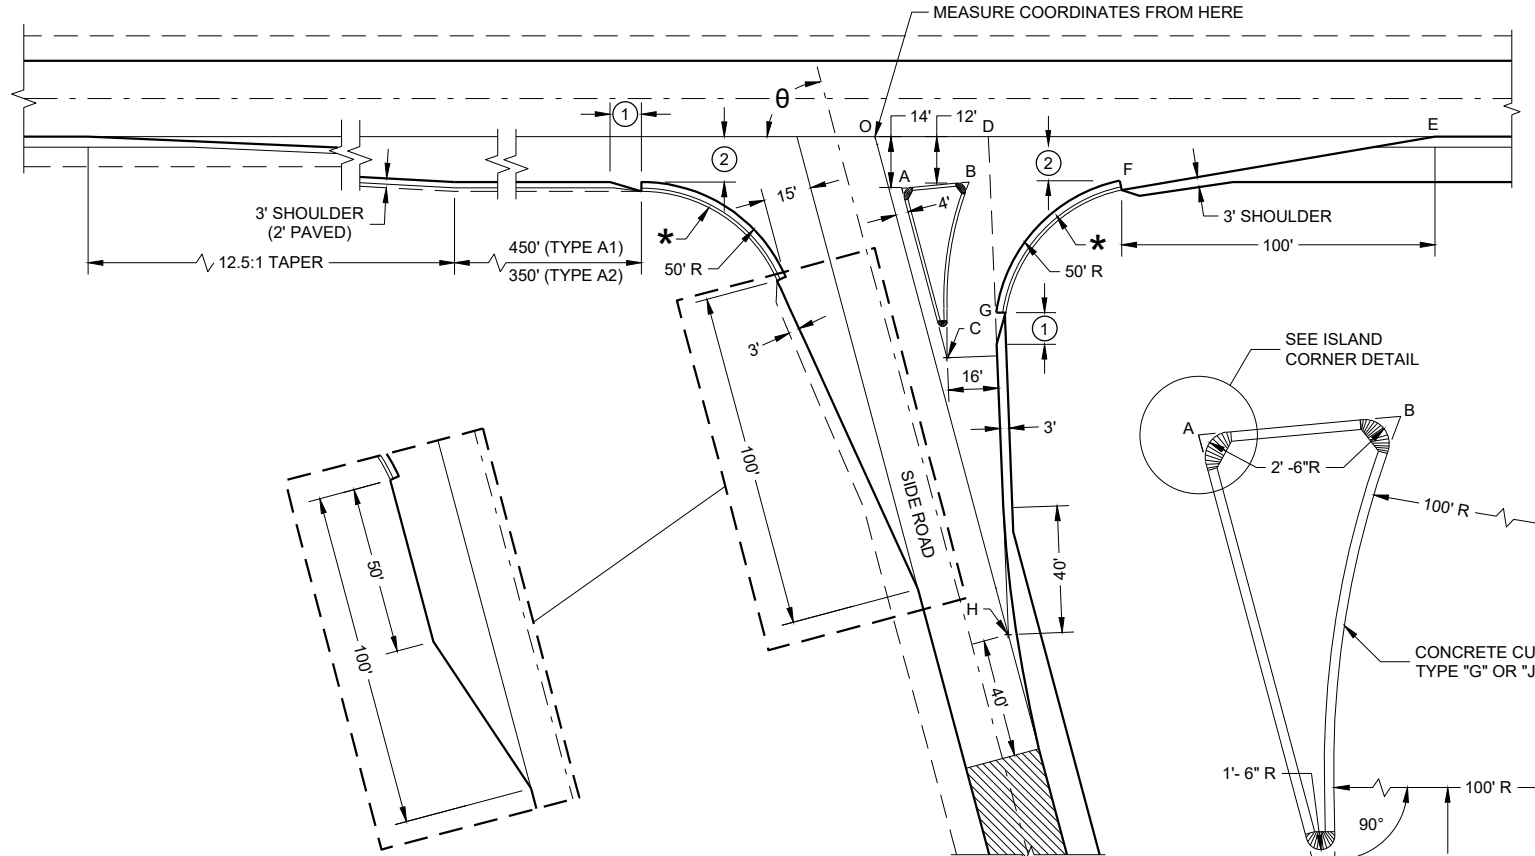 MEASURE COORDINATES FROM HERE
θ
1
14'
12'
O
D
E
2
2
A
B
F
15'
4'
3' SHOULDER
(2' PAVED)
*
*
3' SHOULDER
12.5:1 TAPER
450' (TYPE A1)
350' (TYPE A2)
50' R
50' R
100'
G
1
C
3'
16'
SEE ISLAND
CORNER DETAIL
A
B
3'
2' -6"R
100'
SIDE ROAD
100' R
50'
40'
H
100'
40'
CONCRETE CU
TYPE "G" OR "J
1'- 6" R
100' R
90°